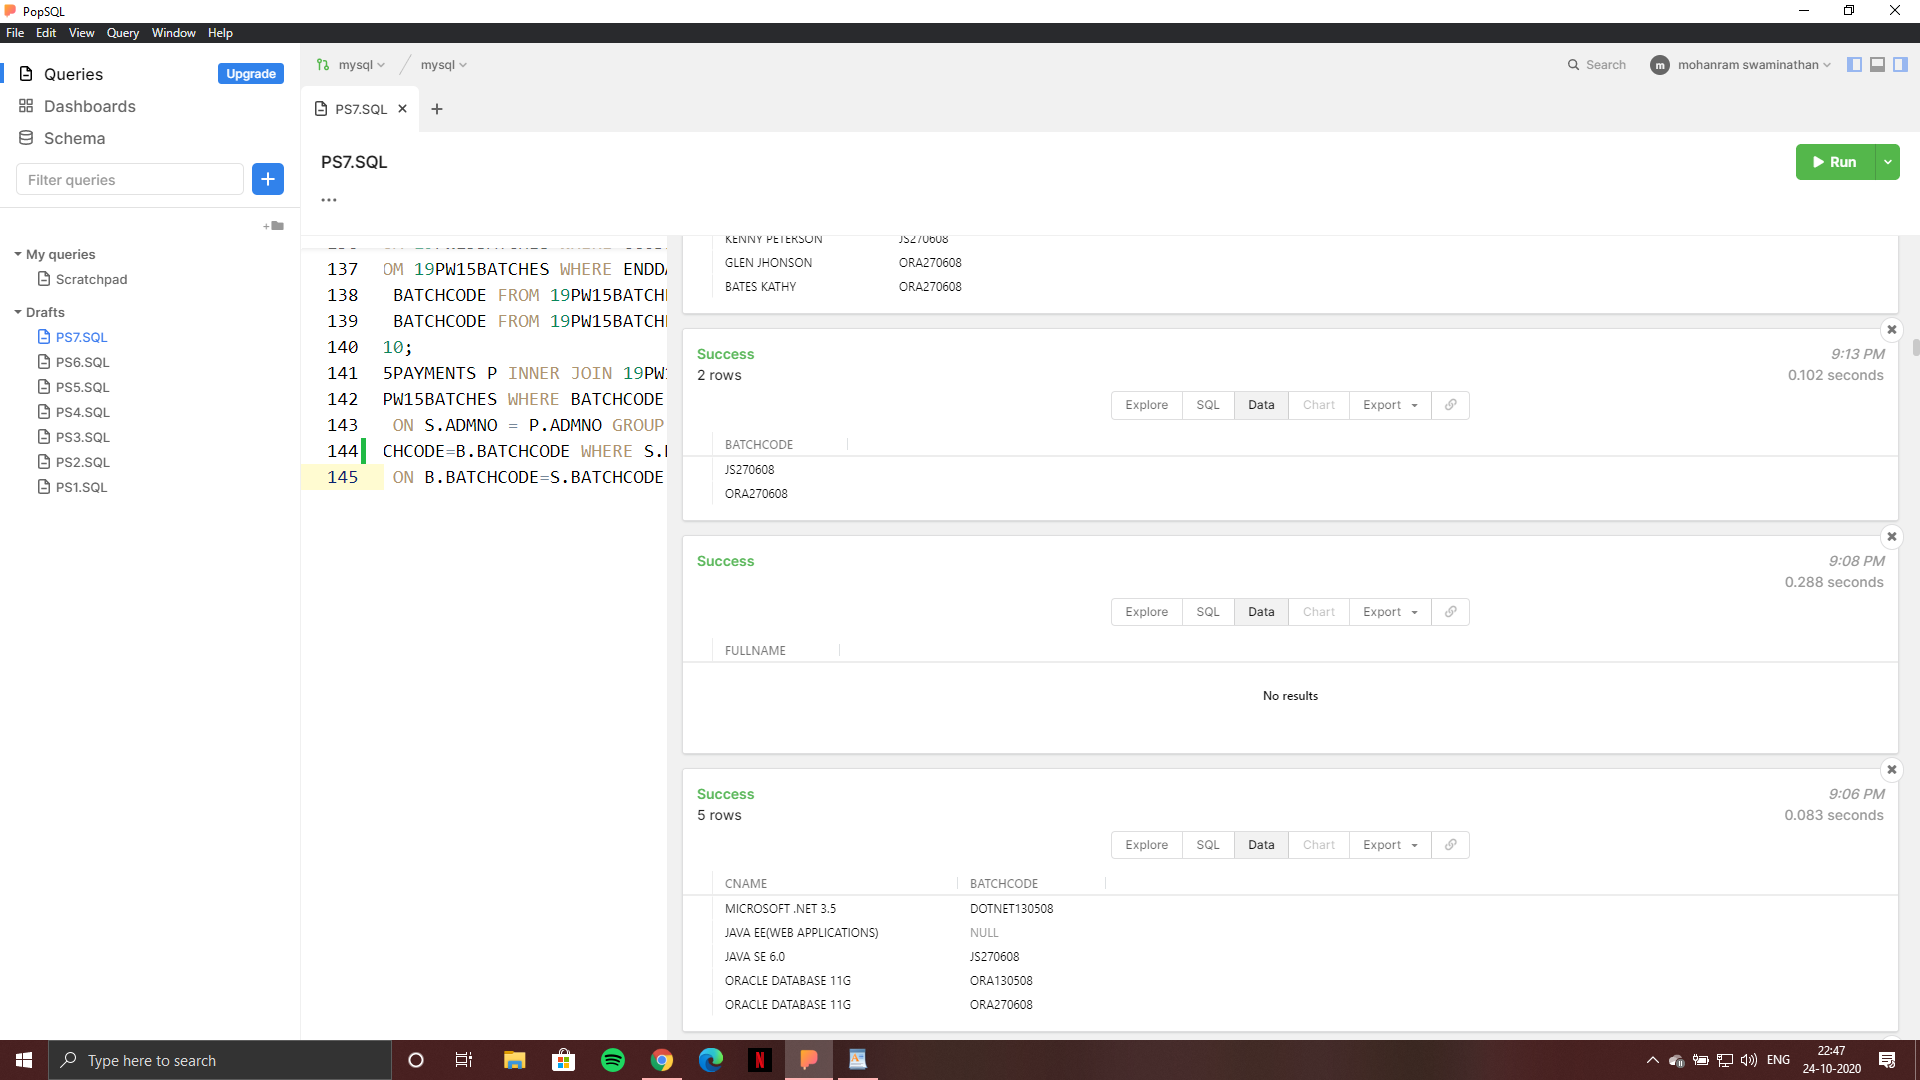 PopSQL
File Edit View Query Window Help
Queries
Upgrade
Dashboards
Schema
Filter queries
My queries
Scratchpad
Drafts
PS7.SQL
PS6.SQL
PS5.SQL
PS4.SQL
PS3.SQL
PS2.SQL
PS1.SQL
mysql mysql
Search
m mohanram swaminathan
PS7.SQL
PS7.SQL
Run
...
137 OM 19PW15BATCHES WHERE ENDDA
138 BATCHCODE FROM 19PW15BATCHE
139 BATCHCODE FROM 19PW15BATCHE
140 10;
141 5PAYMENTS P INNER JOIN 19PW1
142 PW15BATCHES WHERE BATCHCODE
143 ON S.ADMNO = P.ADMNO GROUP
144 CHCODE=B.BATCHCODE WHERE S.
145 ON B.BATCHCODE=S.BATCHCODE
KENNY PETERSON JS270608
GLEN JHONSON ORA270608
BATES KATHY ORA270608
Success 9:13 PM
2 rows 0.102 seconds
Explore SQL Data Chart Export
BATCHCODE
JS270608
ORA270608
Success 9:08 PM
0.288 seconds
Explore SQL Data Chart Export
FULLNAME
No results
Success 9:06 PM
5 rows 0.083 seconds
Explore SQL Data Chart Export
CNAME BATCHCODE
MICROSOFT .NET 3.5 DOTNET130508
JAVA EE(WEB APPLICATIONS) NULL
JAVA SE 6.0 JS270608
ORACLE DATABASE 11G ORA130508
ORACLE DATABASE 11G ORA270608
Type here to search
ENG
22:47
24-10-2020